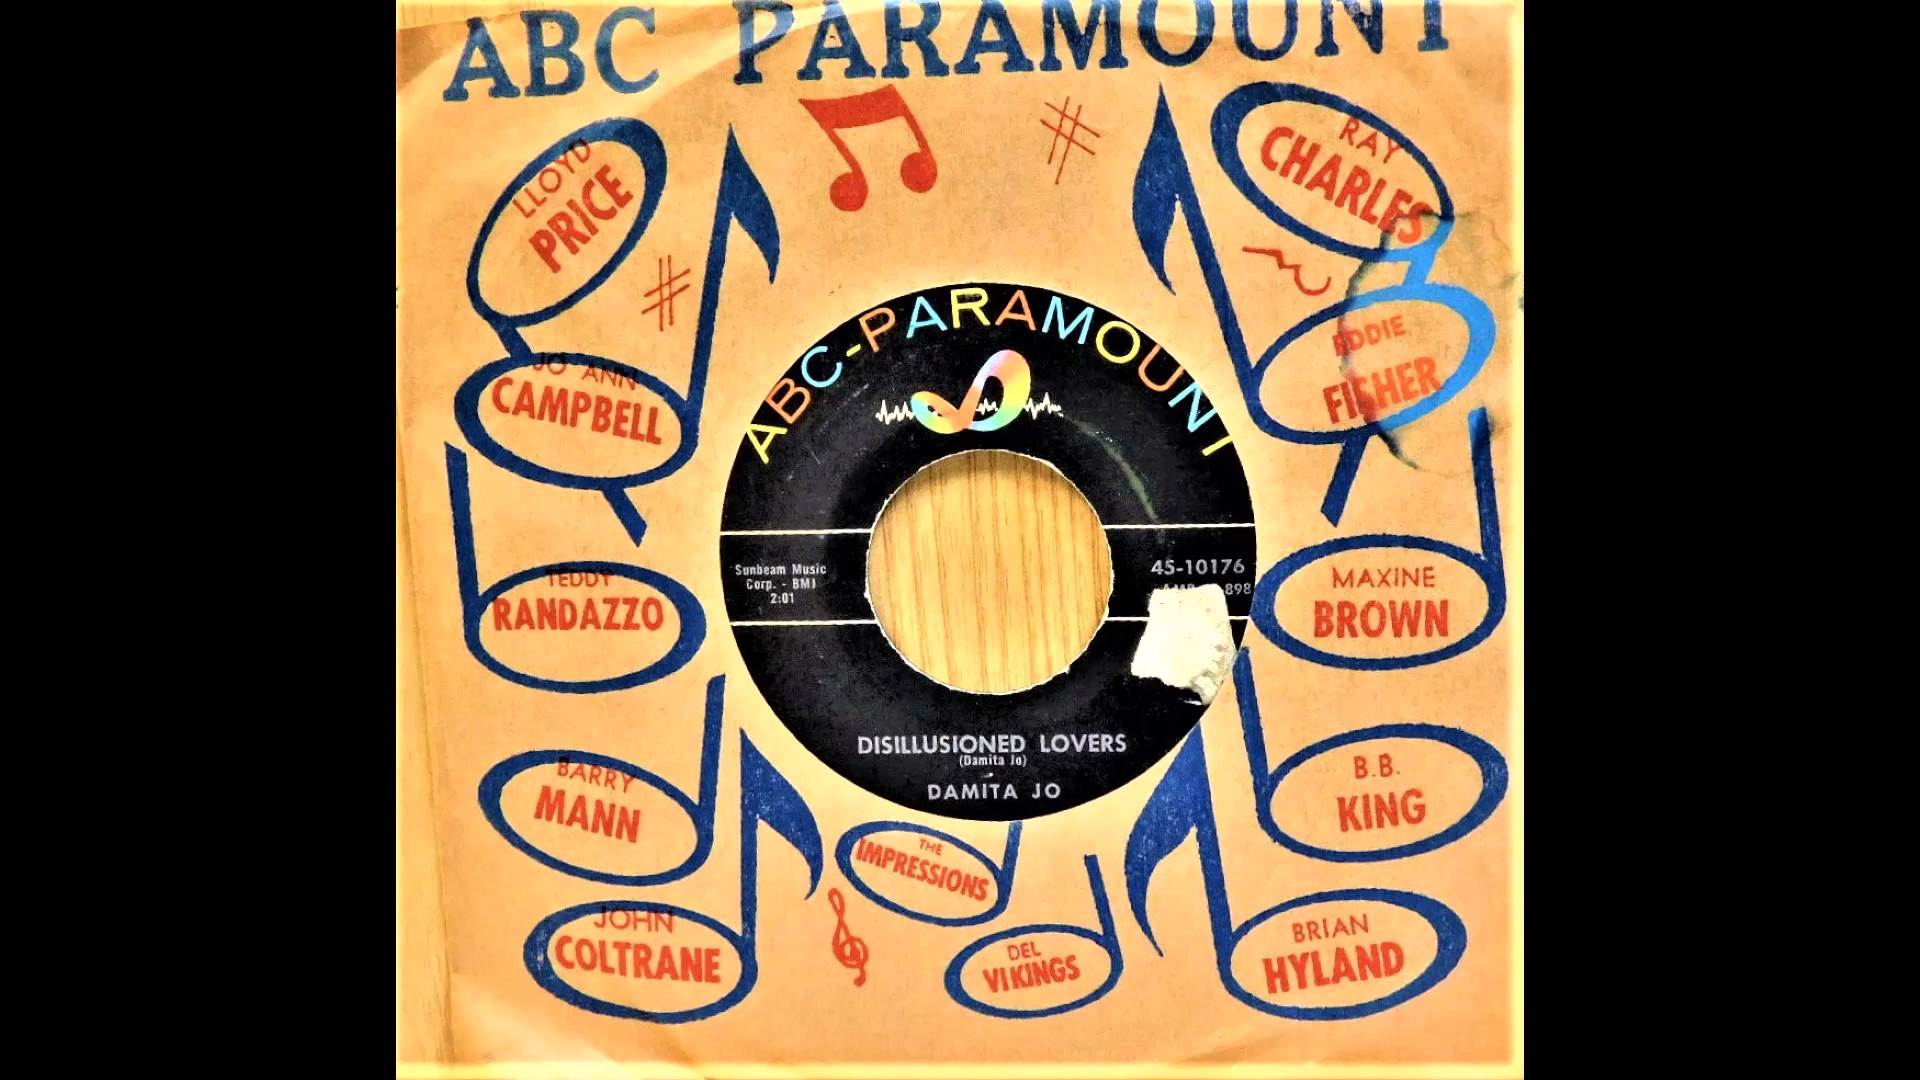 ABC PARAMOUNT
LLOYD
PRICE
RAY
CHARLES
JO ANN
CAMPBELL
EDDIE
FISHER
TEDDY
RANDAZZO
MAXINE
BROWN
BARRY
MANN
B.B.
KING
JOHN
COLTRANE
THE
IMPRESSIONS
DEL
VIKINGS
BRIAN
HYLAND
ABC-PARAMOUNT
Sunbeam Music
Corp. - BMI
2:01
45-10176
898
DISILLUSIONED LOVERS
(Damita Jo)
DAMITA JO